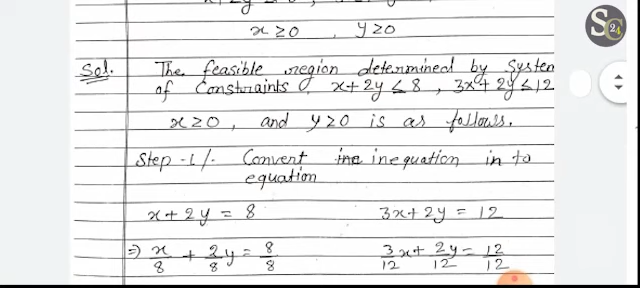 x ≥ 0 , y ≥ 0
Sol. The feasible region determined by System
of Constraints x + 2y ≤ 8 , 3x + 2y ≤ 12
x ≥ 0 , and y ≥ 0 is as follows.
Step - 1/. Convert inequation in to
equation
x + 2y = 8 3x + 2y = 12
⇒ x/8 + 2/8 y = 8/8 3/12 x + 2y/12 = 12/12
SC 24